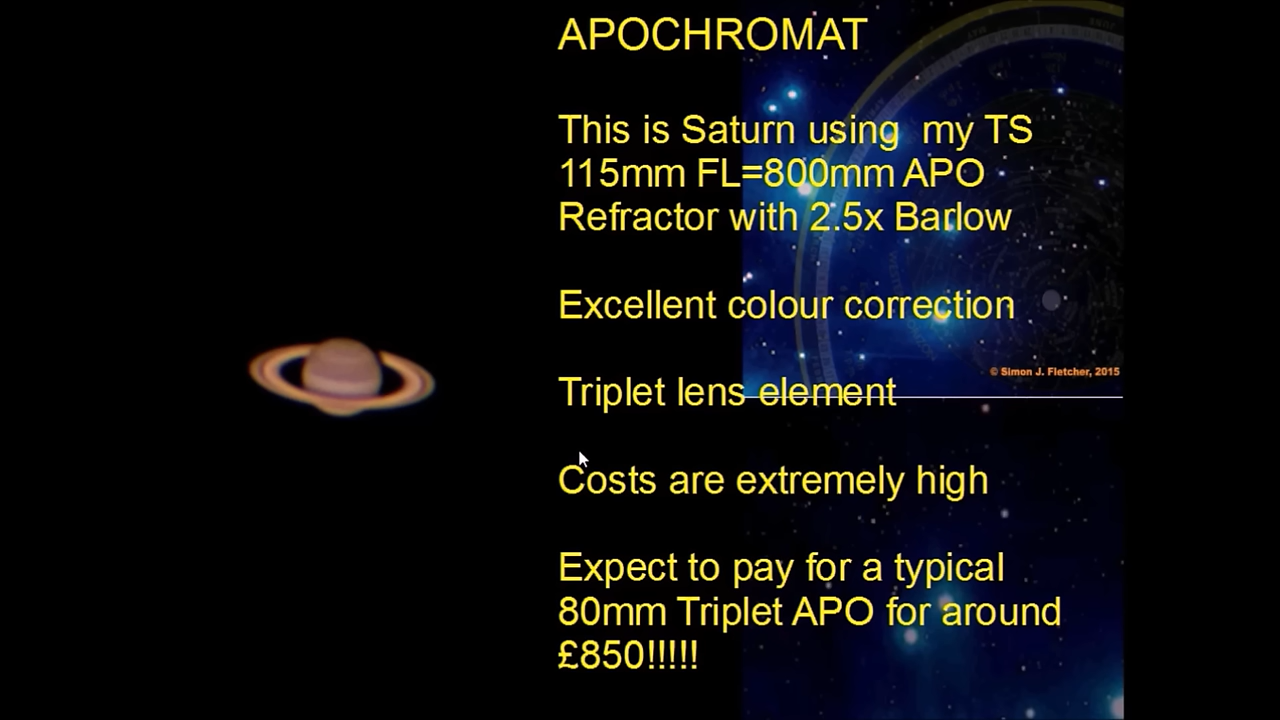 APOCHROMAT
This is Saturn using  my TS
115mm FL=800mm APO
Refractor with 2.5x Barlow
Excellent colour correction
© Simon J. Fletcher, 2015
Triplet lens element
Costs are extremely high
Expect to pay for a typical
80mm Triplet APO for around
£850!!!!!